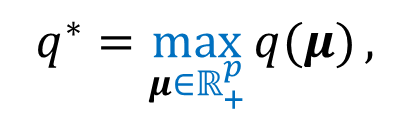 q* = max q(𝝁),
𝝁∈ℝ₊ᵖ